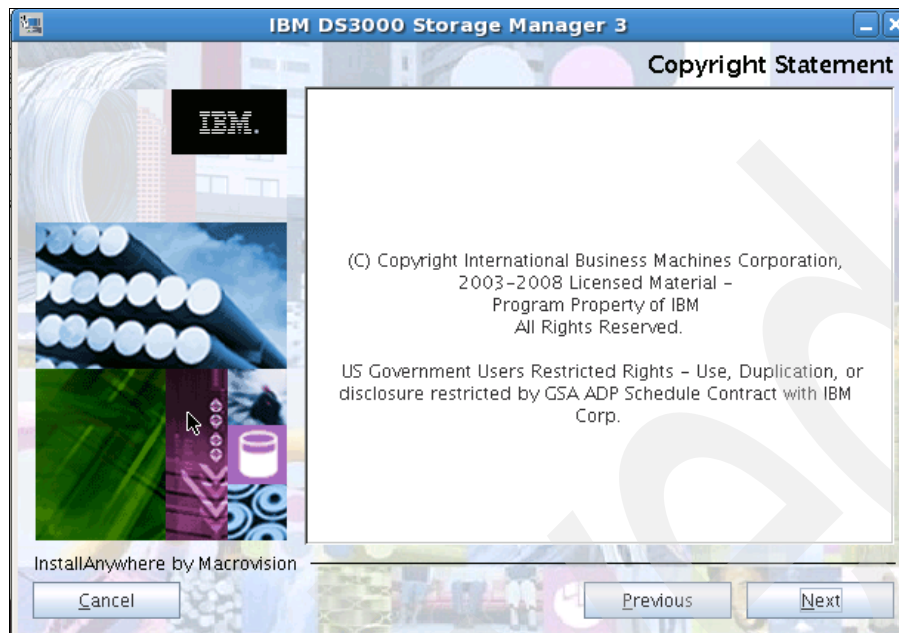 IBM DS3000 Storage Manager 3
Copyright Statement
IBM.
(C) Copyright International Business Machines Corporation,
2003-2008 Licensed Material -
Program Property of IBM
All Rights Reserved.
US Government Users Restricted Rights - Use, Duplication, or
disclosure restricted by GSA ADP Schedule Contract with IBM
Corp.
InstallAnywhere by Macrovision
Cancel
Previous
Next